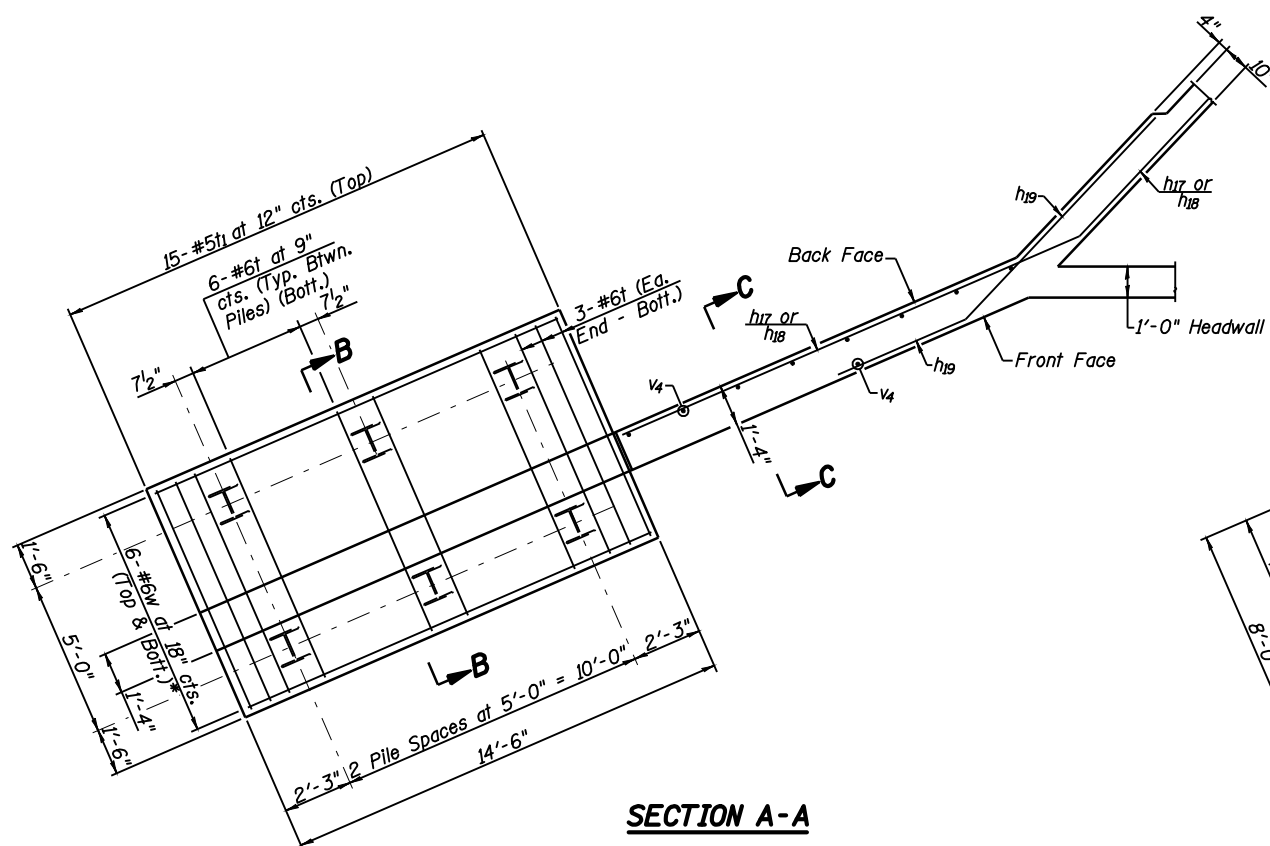 4"
10
15-#5t1 at 12" cts. (Top)
6-#6t at 9"
cts. (Typ. Btwn.
Piles) (Bott.)
7½"
7½"
3-#6t (Ea.
End - Bott.)
B
C
h17 or
h18
Back Face
h19
h17 or
h18
1'-0" Headwall
Front Face
h19
v4
v4
1'-4"
C
1'-6"
5'-0"
1'-6"
6-#6w at 18" cts.
(Top & Bott.)*
1'-4"
B
2'-3"
2 Pile Spaces at 5'-0" = 10'-0"
2'-3"
14'-6"
8'-0
SECTION A-A